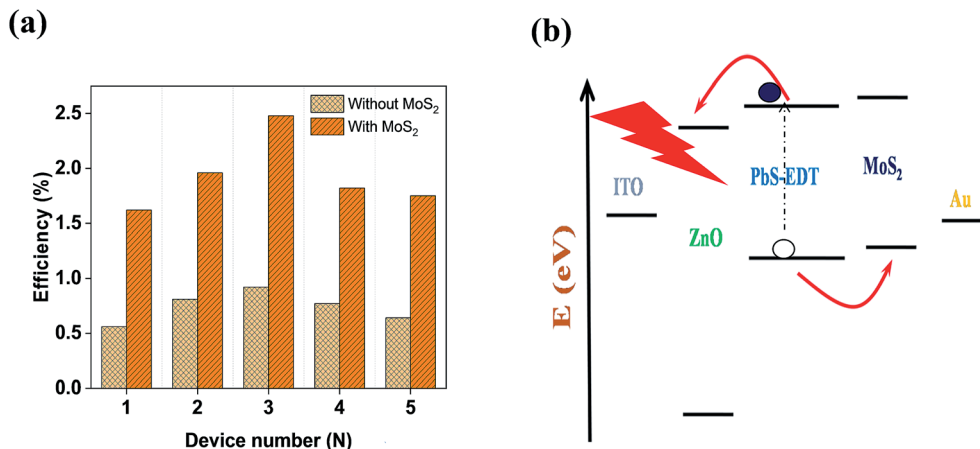 (a)
Without MoS₂
With MoS₂
2.5
2.0
1.5
1.0
0.5
0.0
Efficiency (%)
1 2 3 4 5
Device number (N)
(b)
E (eV)
ITO
ZnO
PbS-EDT
MoS₂
Au